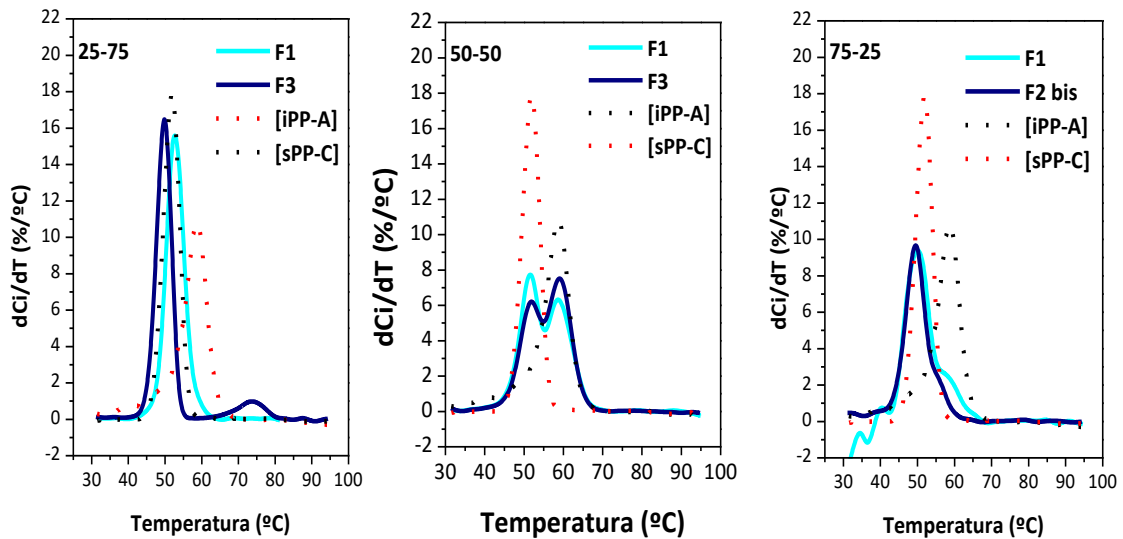 25-75
F1
F3
[iPP-A]
[sPP-C]
22
20
18
16
14
12
10
8
6
4
2
0
-2
dCi/dT (%/ºC)
30 40 50 60 70 80 90 100
Temperatura (ºC)
50-50
F1
F3
[iPP-A]
[sPP-C]
22
20
18
16
14
12
10
8
6
4
2
0
-2
dCi/dT (%/ºC)
30 40 50 60 70 80 90 100
Temperatura (ºC)
75-25
F1
F2 bis
[iPP-A]
[sPP-C]
22
20
18
16
14
12
10
8
6
4
2
0
-2
dCi/dT (%/ºC)
30 40 50 60 70 80 90 100
Temperatura (ºC)